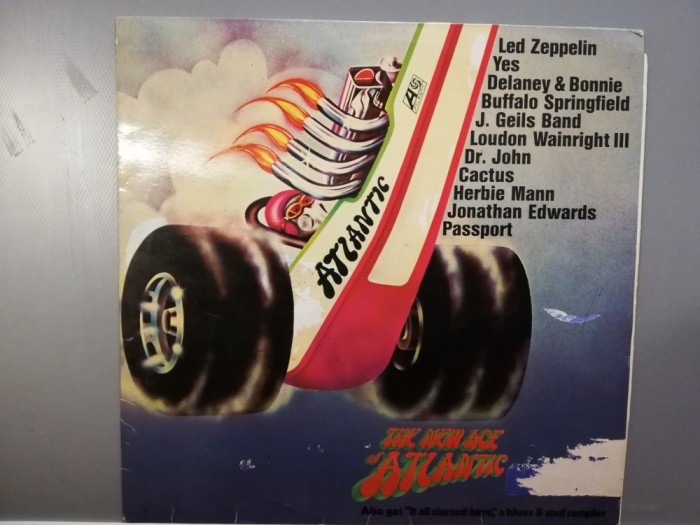 Led Zeppelin
Yes
Delaney & Bonnie
Buffalo Springfield
J. Geils Band
Loudon Wainright III
Dr. John
Cactus
Herbie Mann
Jonathan Edwards
Passport
ATLANTIC
THE NEW AGE
OF ATLANTIC
Also get "It all started here," a blues & soul sampler